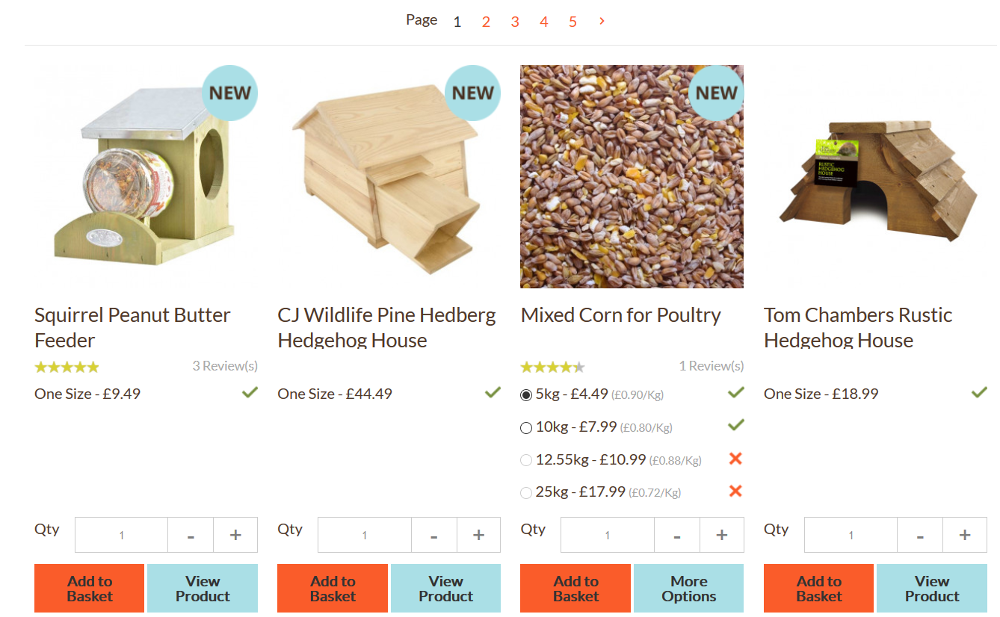 Page 1 2 3 4 5 >
NEW
NEW
NEW
TOM CHAMBERS
RUSTIC
HEDGEHOG
HOUSE
Squirrel Peanut Butter
Feeder
3 Review(s)
One Size - £9.49
CJ Wildlife Pine Hedberg
Hedgehog House
One Size - £44.49
Mixed Corn for Poultry
1 Review(s)
5kg - £4.49 (£0.90/Kg)
10kg - £7.99 (£0.80/Kg)
12.55kg - £10.99 (£0.88/Kg)
25kg - £17.99 (£0.72/Kg)
Tom Chambers Rustic
Hedgehog House
One Size - £18.99
Qty 1 - +
Qty 1 - +
Qty 1 - +
Qty 1 - +
Add to
Basket
View
Product
Add to
Basket
View
Product
Add to
Basket
More
Options
Add to
Basket
View
Product